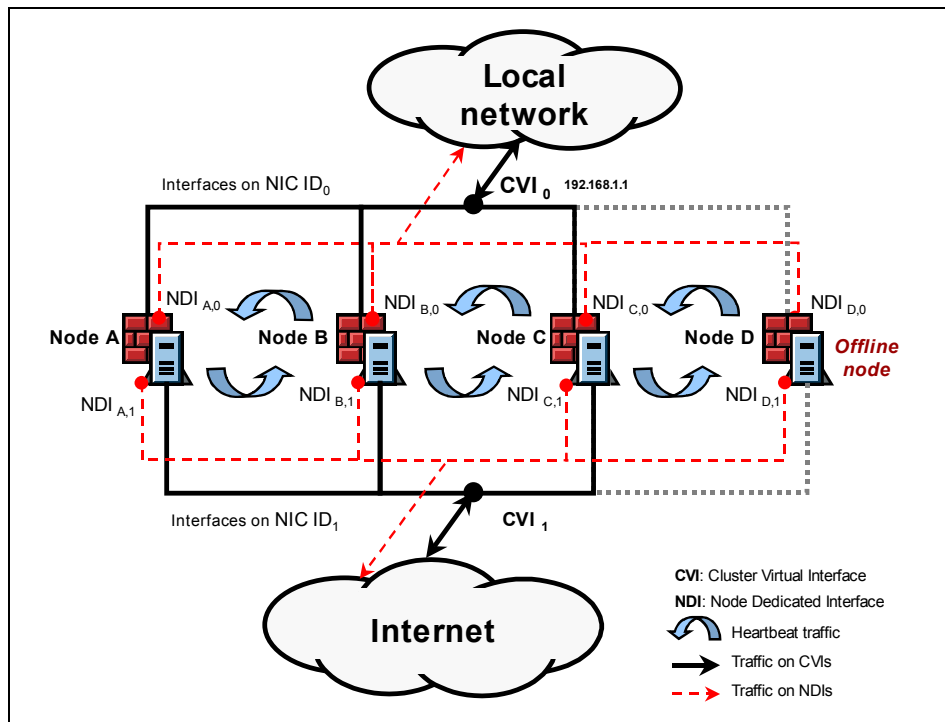 Local
network
Interfaces on NIC ID0
CVI 0
192.168.1.1
NDI A,0
NDI B,0
NDI C,0
NDI D,0
Node A
Node B
Node C
Node D
Offline
node
NDI A,1
NDI B,1
NDI C,1
NDI D,1
Interfaces on NIC ID1
CVI 1
Internet
CVI: Cluster Virtual Interface
NDI: Node Dedicated Interface
Heartbeat traffic
Traffic on CVIs
Traffic on NDIs